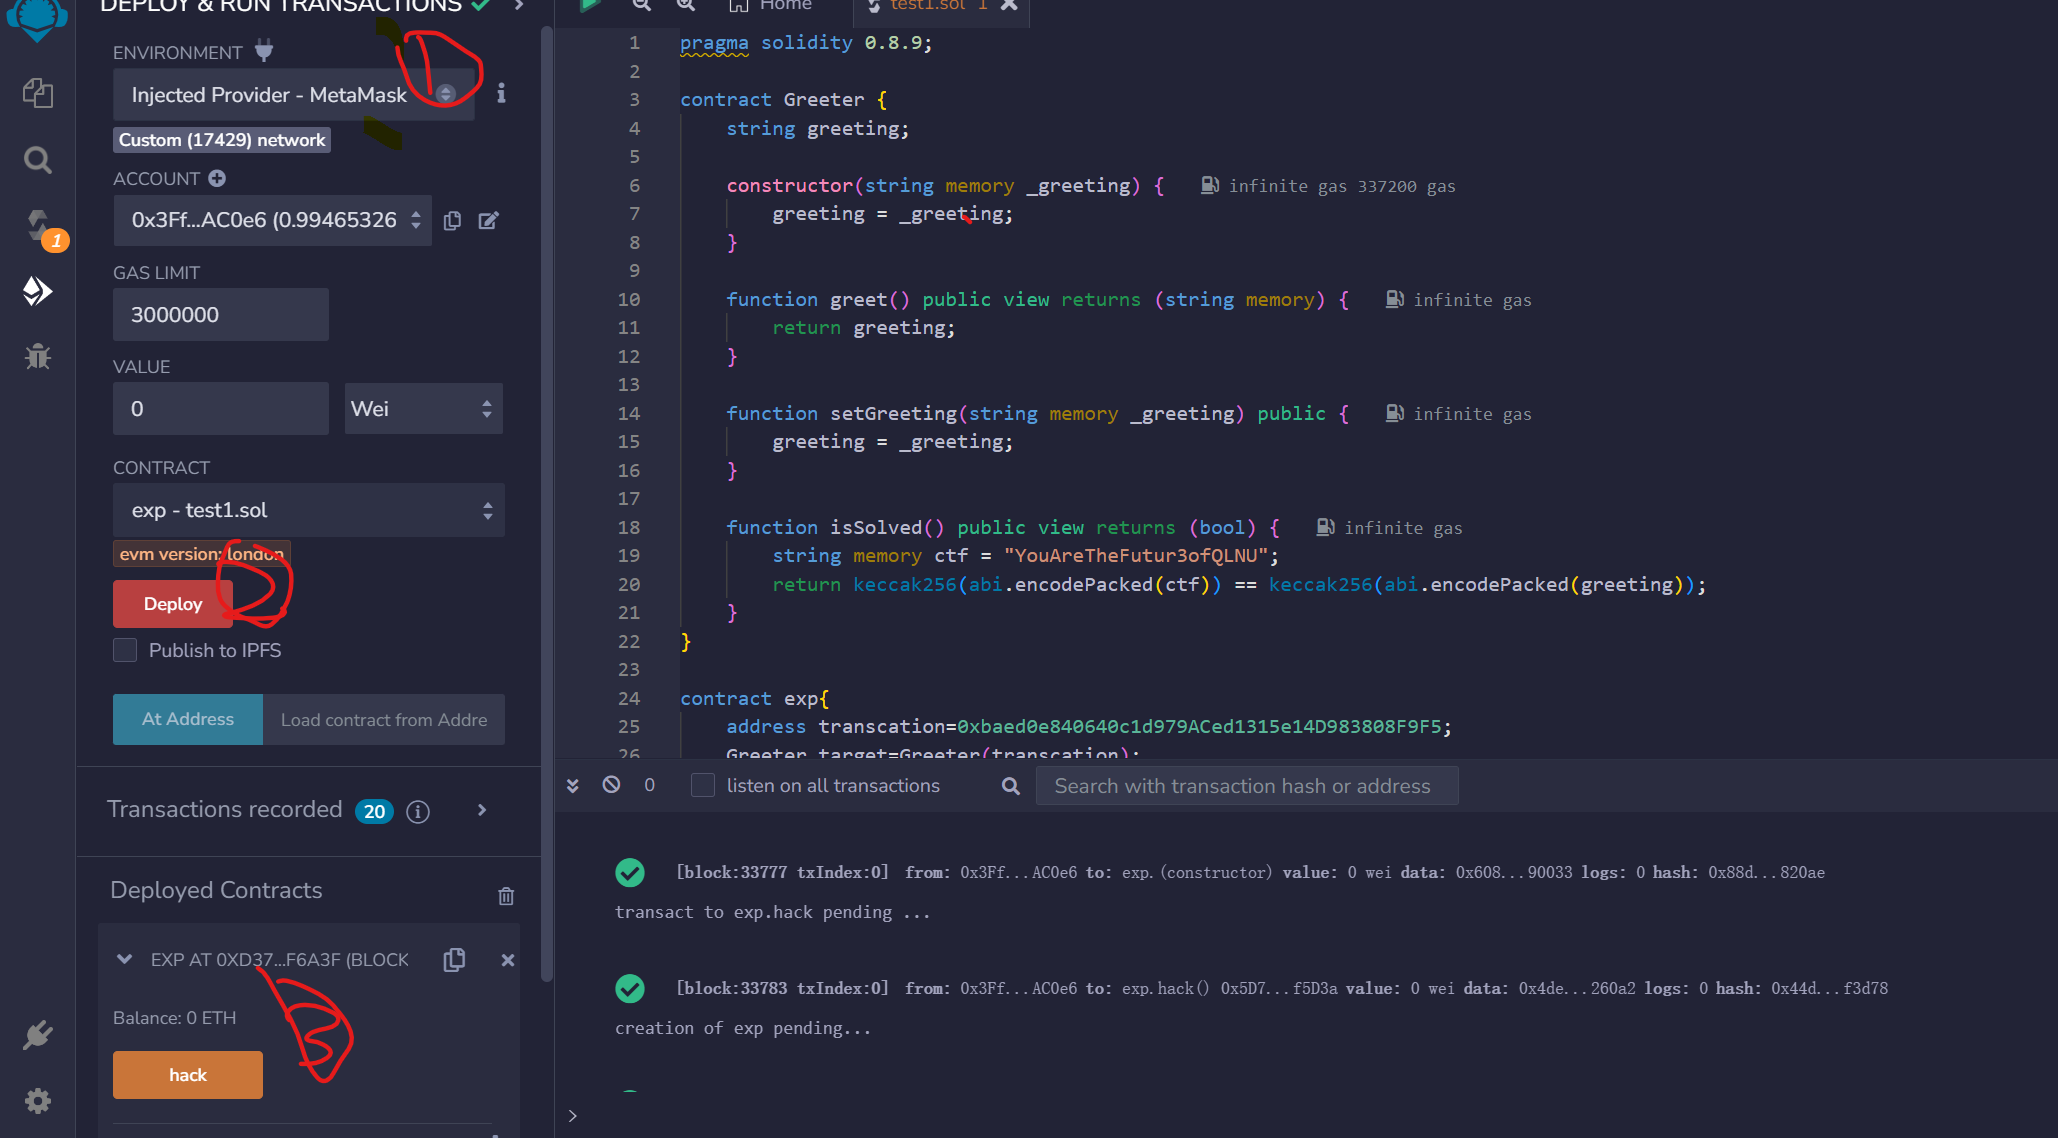 DEPLOY & RUN TRANSACTIONS
ENVIRONMENT
Injected Provider - MetaMask
Custom (17429) network
ACCOUNT
0x3Ff...AC0e6 (0.99465326
GAS LIMIT
3000000
VALUE
0
Wei
CONTRACT
exp - test1.sol
evm version: london
Deploy
Publish to IPFS
At Address
Load contract from Addre
Transactions recorded 20
Deployed Contracts
EXP AT 0XD37...F6A3F (BLOCK
Balance: 0 ETH
hack
1
1
2
3
Home
test1.sol 1
1 pragma solidity 0.8.9;
2
3 contract Greeter {
4 string greeting;
5
6 constructor(string memory _greeting) { infinite gas 337200 gas
7 greeting = _greeting;
8 }
9
10 function greet() public view returns (string memory) { infinite gas
11 return greeting;
12 }
13
14 function setGreeting(string memory _greeting) public { infinite gas
15 greeting = _greeting;
16 }
17
18 function isSolved() public view returns (bool) { infinite gas
19 string memory ctf = "YouAreTheFutur3ofQLNU";
20 return keccak256(abi.encodePacked(ctf)) == keccak256(abi.encodePacked(greeting));
21 }
22 }
23
24 contract exp{
25 address transcation=0xbaed0e840640c1d979ACed1315e14D983808F9F5;
26 Greeter target=Greeter(transcation);
0
listen on all transactions
Search with transaction hash or address
[block:33777 txIndex:0] from: 0x3Ff...AC0e6 to: exp.(constructor) value: 0 wei data: 0x608...90033 logs: 0 hash: 0x88d...820ae
transact to exp.hack pending ...
[block:33783 txIndex:0] from: 0x3Ff...AC0e6 to: exp.hack() 0x5D7...f5D3a value: 0 wei data: 0x4de...260a2 logs: 0 hash: 0x44d...f3d78
creation of exp pending...
>